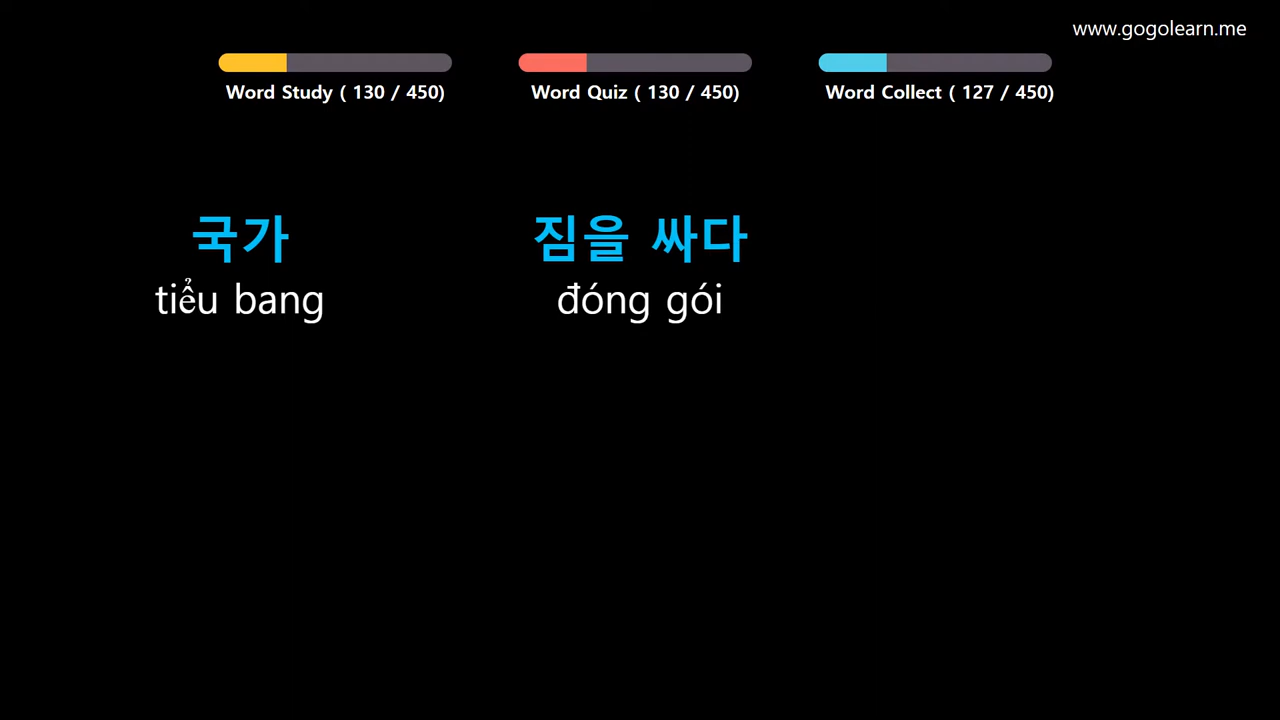 www.gogolearn.me
Word Study ( 130 / 450)
Word Quiz ( 130 / 450)
Word Collect ( 127 / 450)
국가
tiểu bang
짐을 싸다
đóng gói